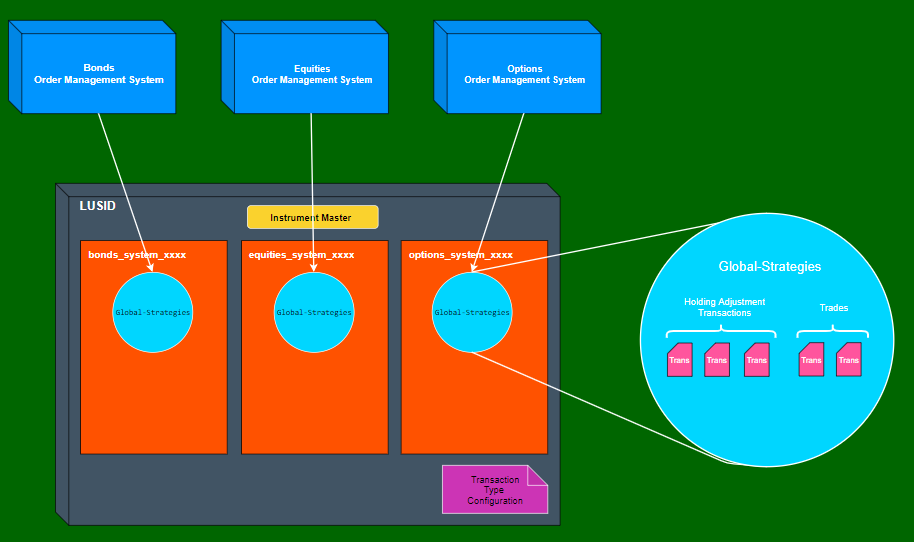 Bonds
Order Management System
Equities
Order Management System
Options
Order Management System
LUSID
Instrument Master
bonds_system_xxxx
equities_system_xxxx
options_system_xxxx
Global-Strategies
Global-Strategies
Global-Strategies
Transaction
Type
Configuration
Global-Strategies
Holding Adjustment
Transactions
Trades
Trans
Trans
Trans
Trans
Trans